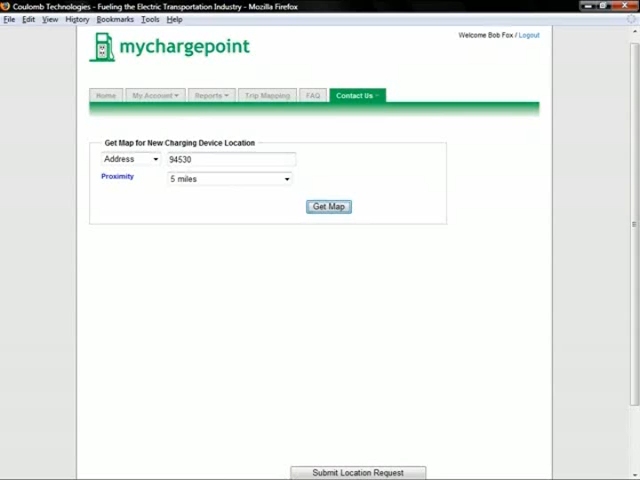 Coulomb Technologies - Fueling the Electric Transportation Industry - Mozilla Firefox
File Edit View History Bookmarks Tools Help
mychargepoint
Welcome Bob Fox / Logout
Home My Account Reports Trip Mapping FAQ Contact Us
Get Map for New Charging Device Location
Address 94530
Proximity 5 miles
Get Map
Submit Location Request